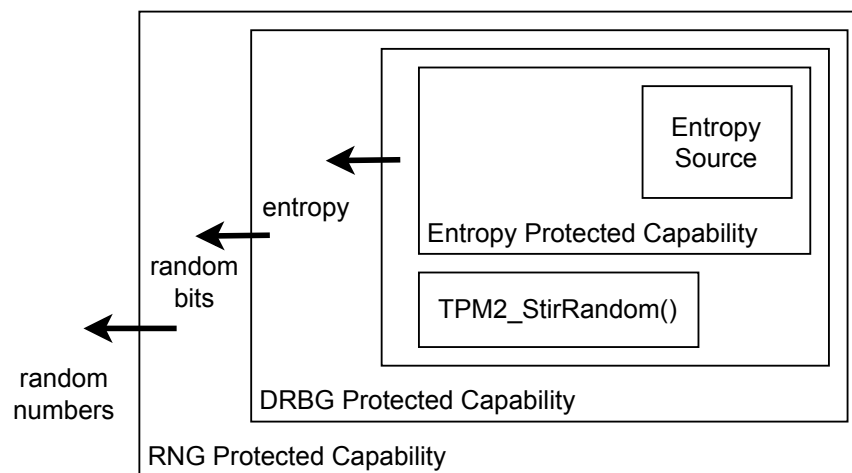 Entropy
Source
entropy
Entropy Protected Capability
random
bits
TPM2_StirRandom()
random
numbers
DRBG Protected Capability
RNG Protected Capability